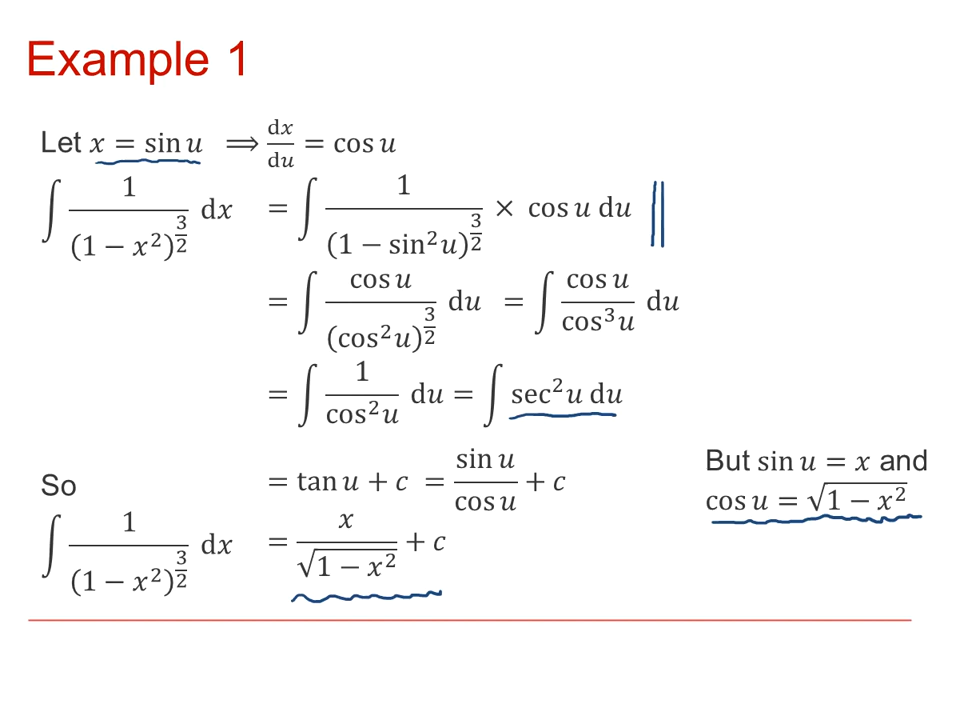 Example 1
Let x = sin u ⟹ dx/du = cos u
∫ 1/(1 − x²)^(3/2) dx = ∫ 1/(1 − sin²u)^(3/2) × cos u du
= ∫ cos u/(cos²u)^(3/2) du = ∫ cos u/cos³u du
= ∫ 1/cos²u du = ∫ sec²u du
So = tan u + c = sin u/cos u + c
∫ 1/(1 − x²)^(3/2) dx = x/√(1 − x²) + c
But sin u = x and
cos u = √(1 − x²)